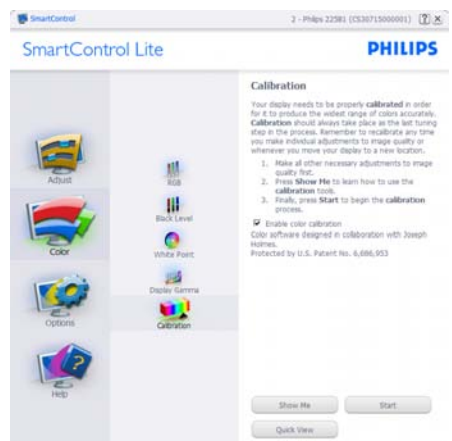 SmartControl
2 - Philips 225B1 (CS30715000001)
SmartControl Lite
PHILIPS
Adjust
Color
Options
Help
RGB
Black Level
White Point
Display Gamma
Calibration
Calibration
Your display needs to be properly calibrated in order
for it to produce the widest range of colors accurately.
Calibration should always take place as the last tuning
step in the process. Remember to recalibrate any time
you make individual adjustments to image quality or
whenever you move your display to a new location.
1. Make all other necessary adjustments to image
quality first.
2. Press Show Me to learn how to use the
calibration tools.
3. Finally, press Start to begin the calibration
process.
Enable color calibration
Color software designed in collaboration with Joseph
Holmes.
Protected by U.S. Patent No. 6,686,953
Show Me
Start
Quick View